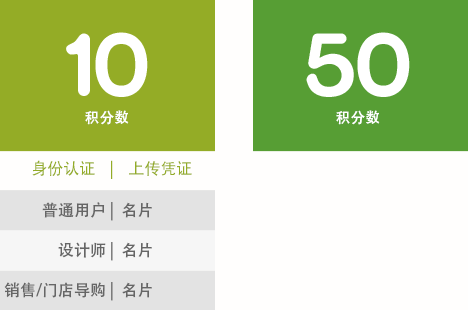 10
积分数
50
积分数
身份认证 | 上传凭证
普通用户 | 名片
设计师 | 名片
销售/门店导购 | 名片